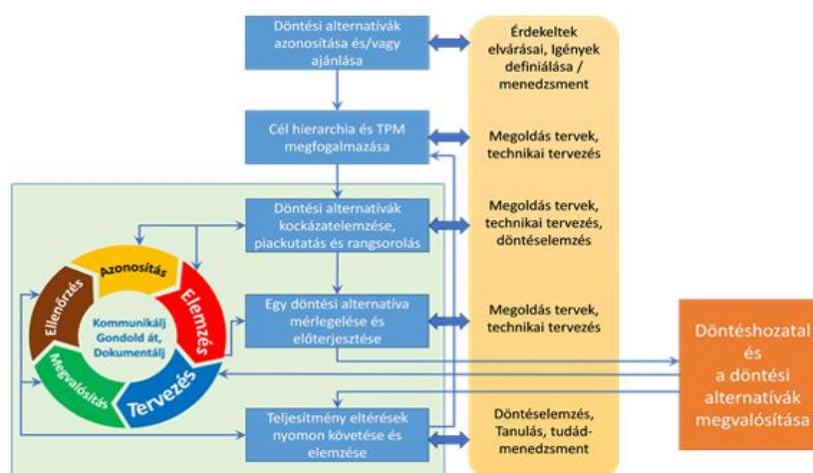 Döntési alternatívák
azonosítása és/vagy
ajánlása
Érdekeltek
elvárásai, Igények
definiálása /
menedzsment
Cél hierarchia és TPM
megfogalmazása
Megoldás tervek,
technikai tervezés
Döntési alternatívák
kockázatelemzése,
piackutatás és rangsorolás
Megoldás tervek,
technikai tervezés,
döntéselemzés
Azonosítás
Elemzés
Tervezés
Megvalósítás
Ellenőrzés
Kommunikálj
Gondold át,
Dokumentálj
Egy döntési alternatíva
mérlegelése és
előterjesztése
Megoldás tervek,
technikai tervezés
Döntéshozatal
és
a döntési
alternatívák
megvalósítása
Teljesítmény eltérések
nyomon követése és
elemzése
Döntéselemzés,
Tanulás, tudád-
menedzsment